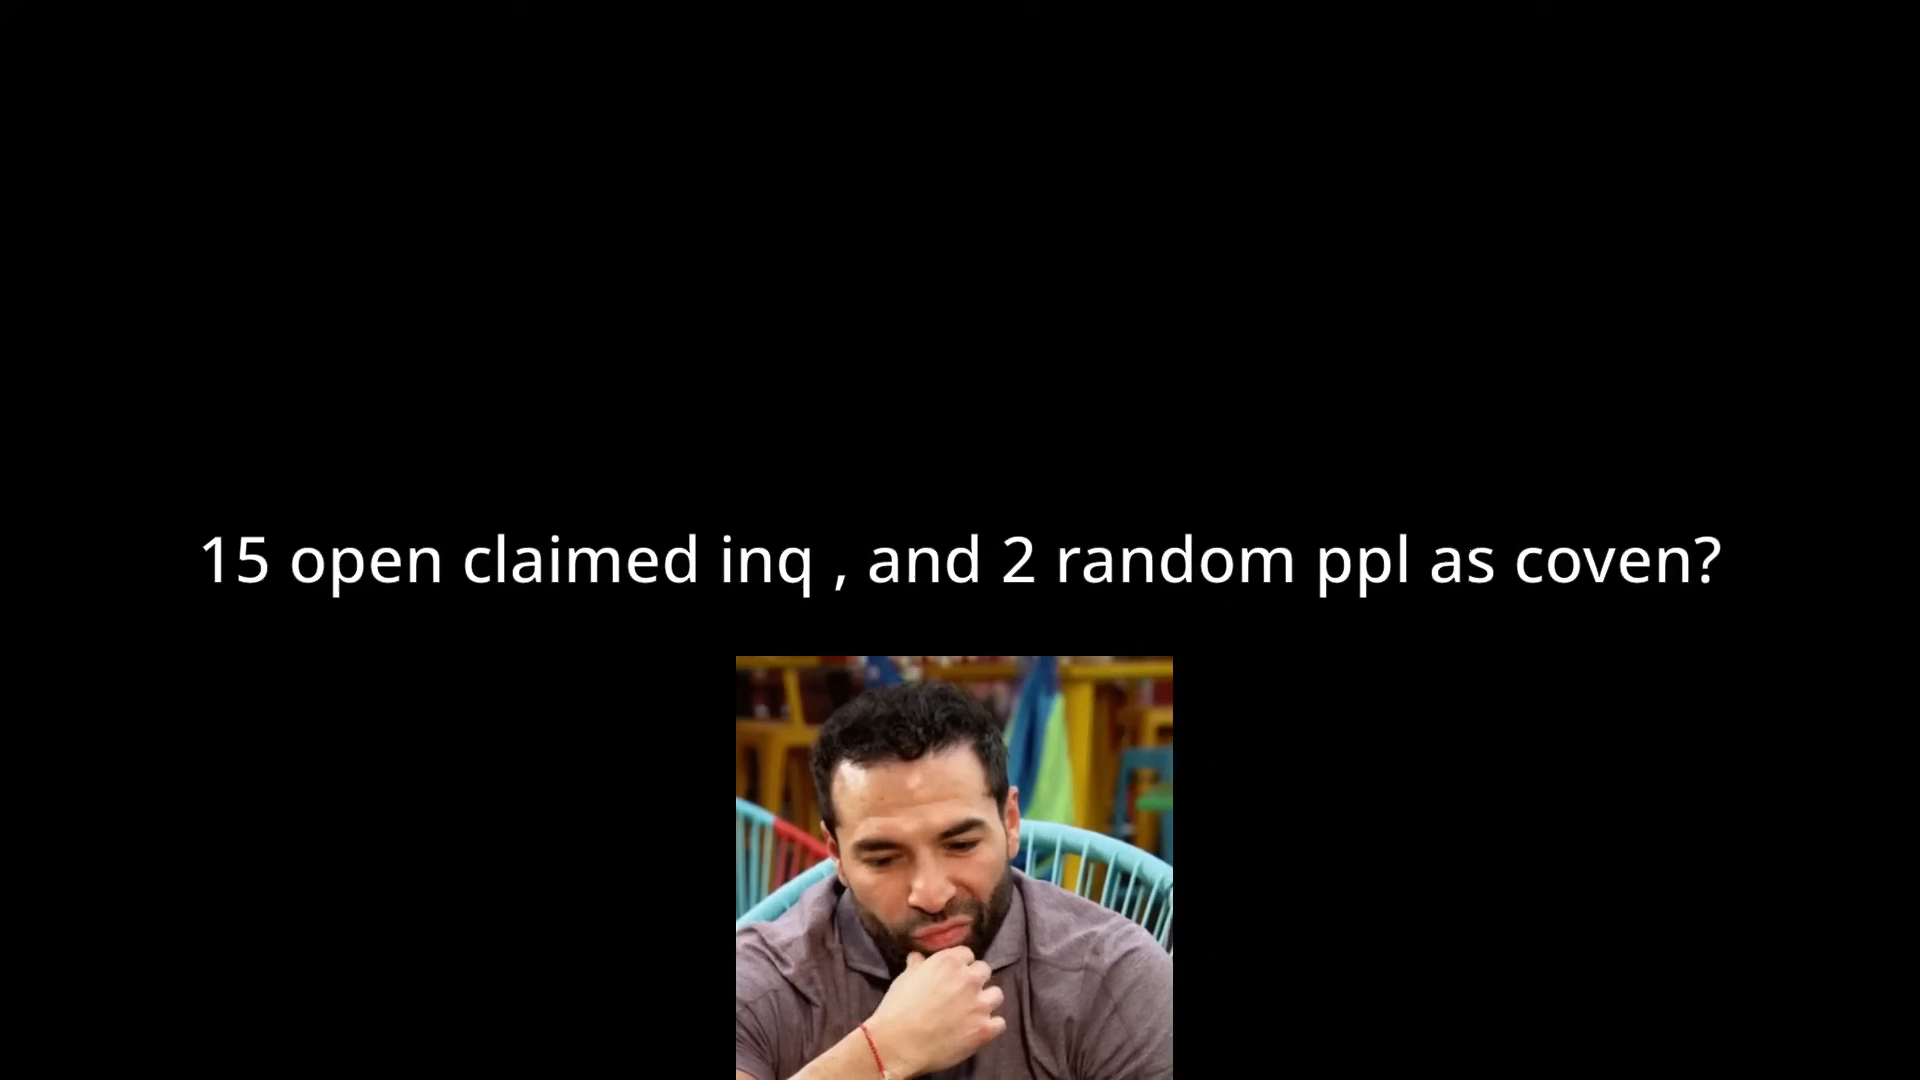 15 open claimed inq , and 2 random ppl as coven?